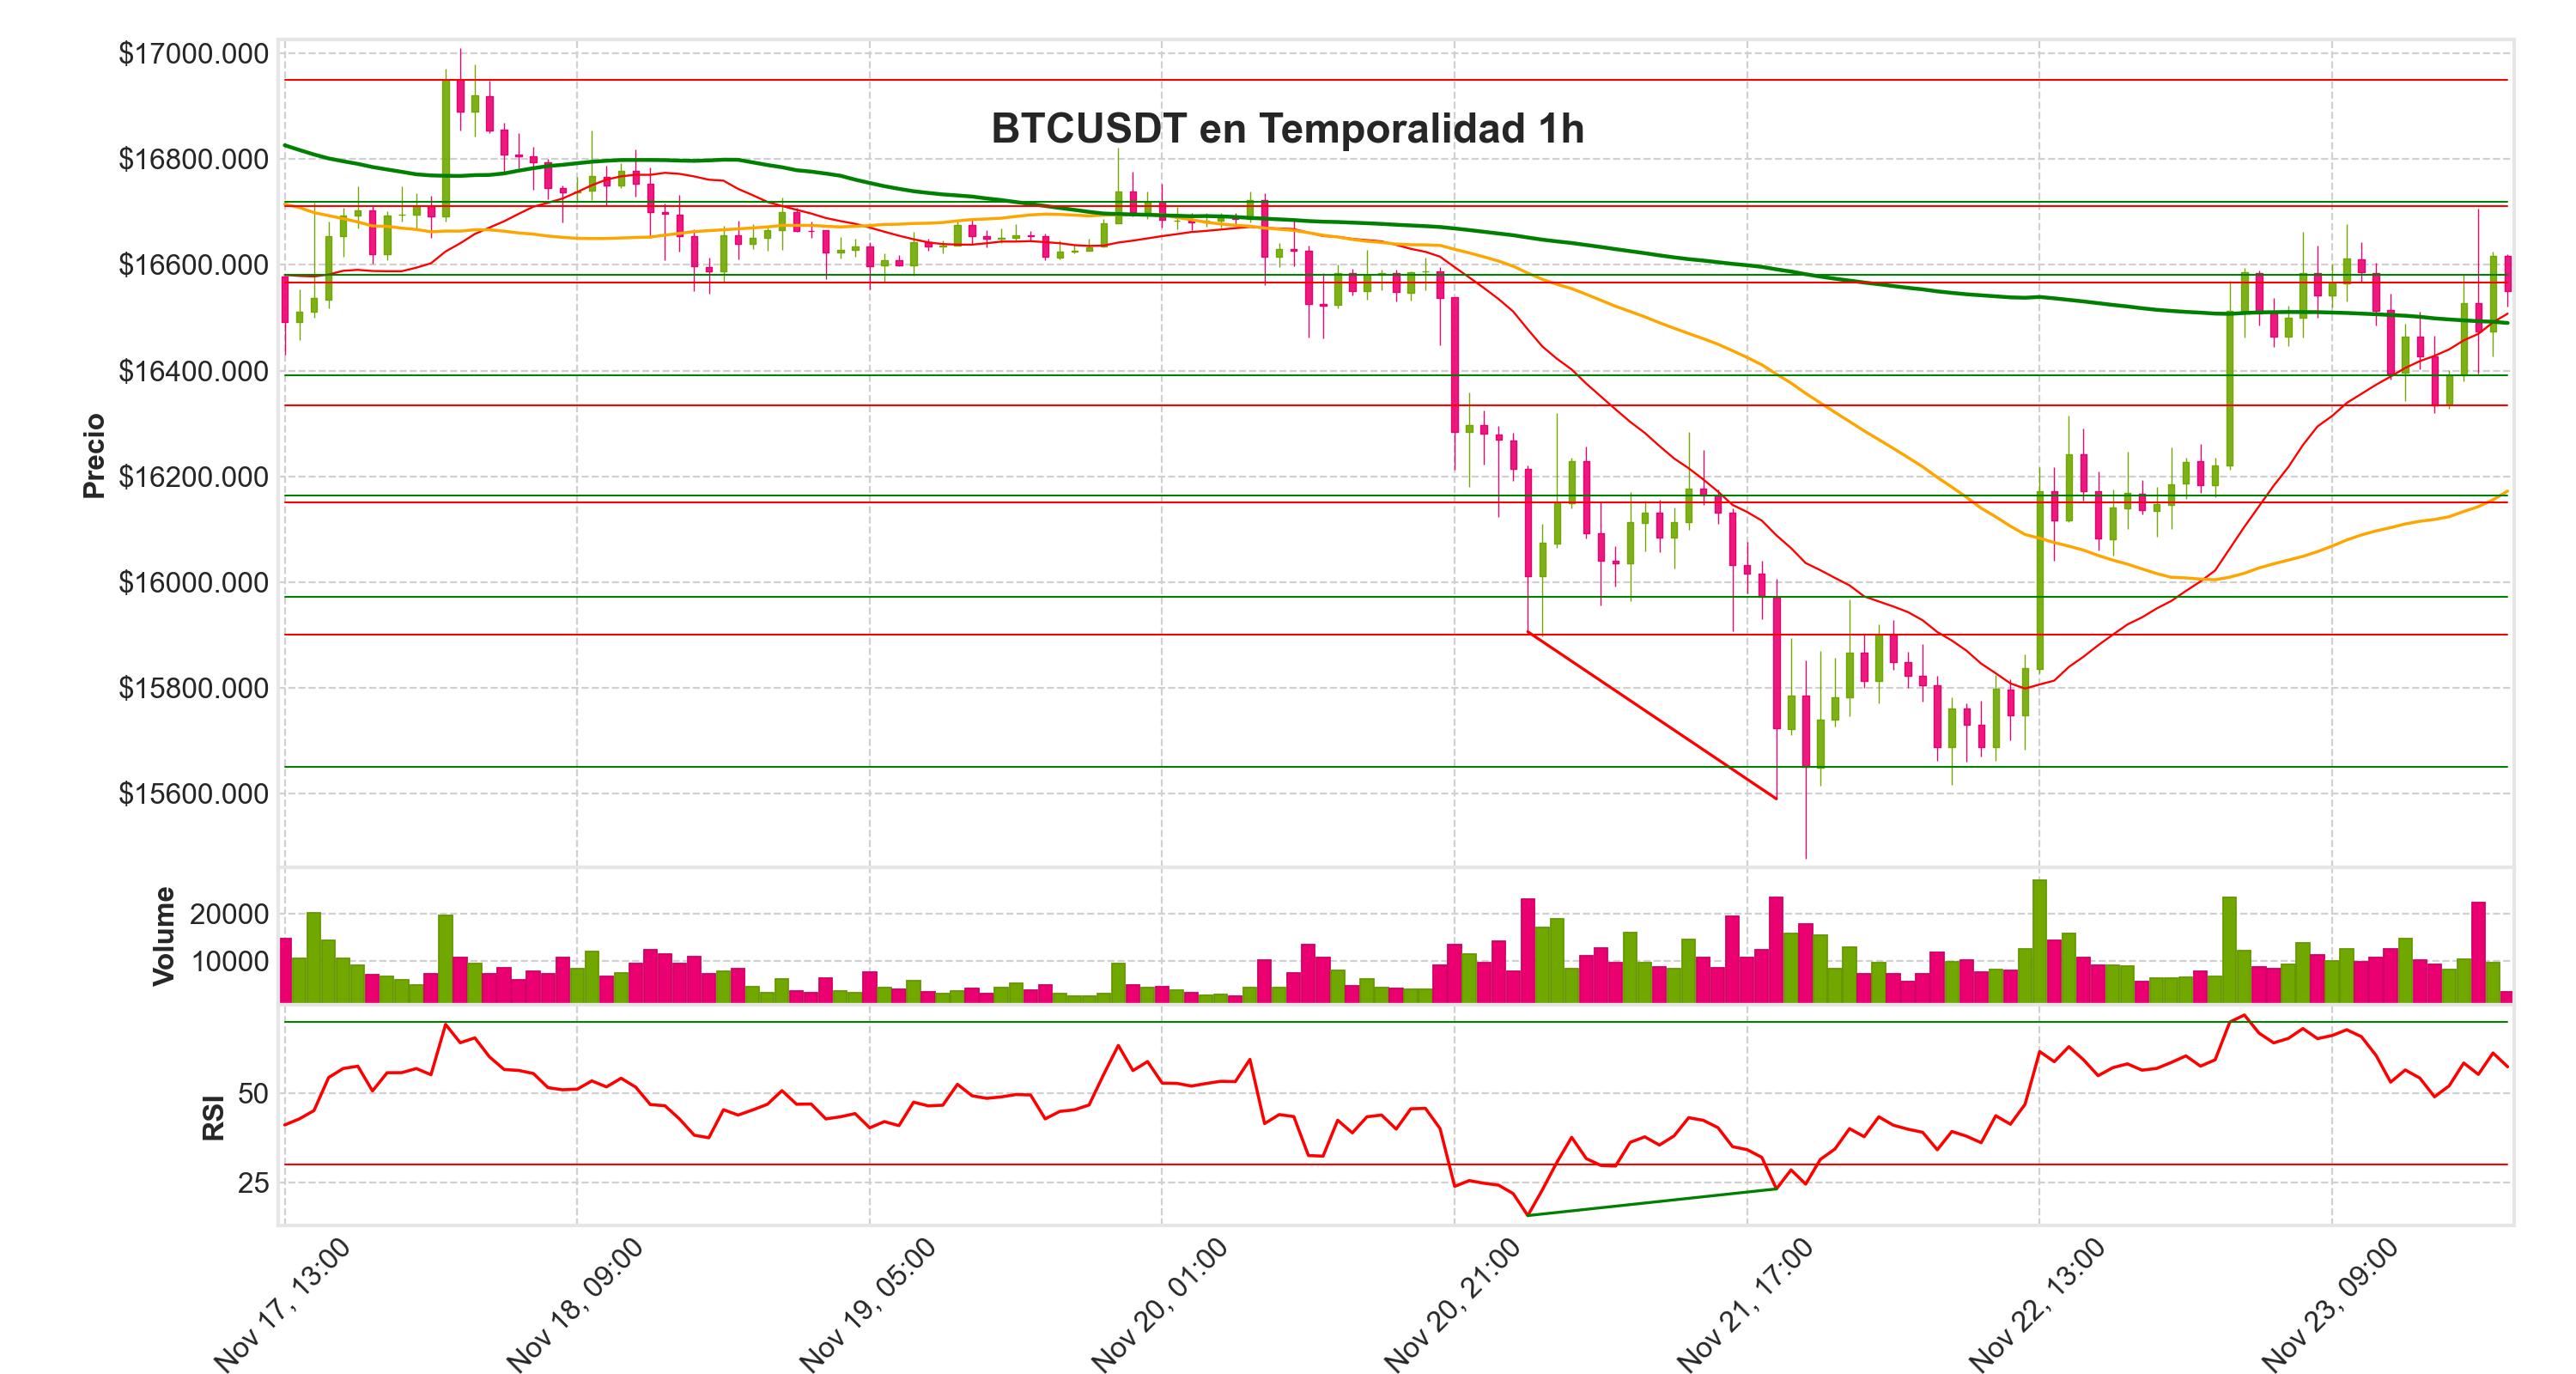 BTCUSDT en Temporalidad 1h
Precio
$17000.000
$16800.000
$16600.000
$16400.000
$16200.000
$16000.000
$15800.000
$15600.000
Volume
20000
10000
RSI
50
25
Nov 17, 13:00
Nov 18, 09:00
Nov 19, 05:00
Nov 20, 01:00
Nov 20, 21:00
Nov 21, 17:00
Nov 22, 13:00
Nov 23, 09:00